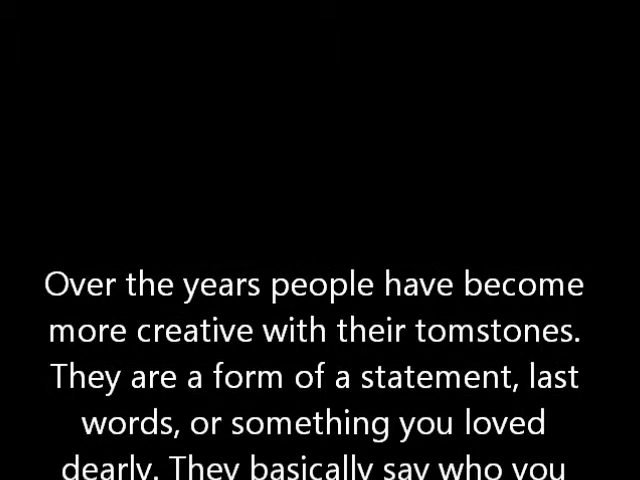 Over the years people have become
more creative with their tomstones.
They are a form of a statement, last
words, or something you loved
dearly. They basically say who you